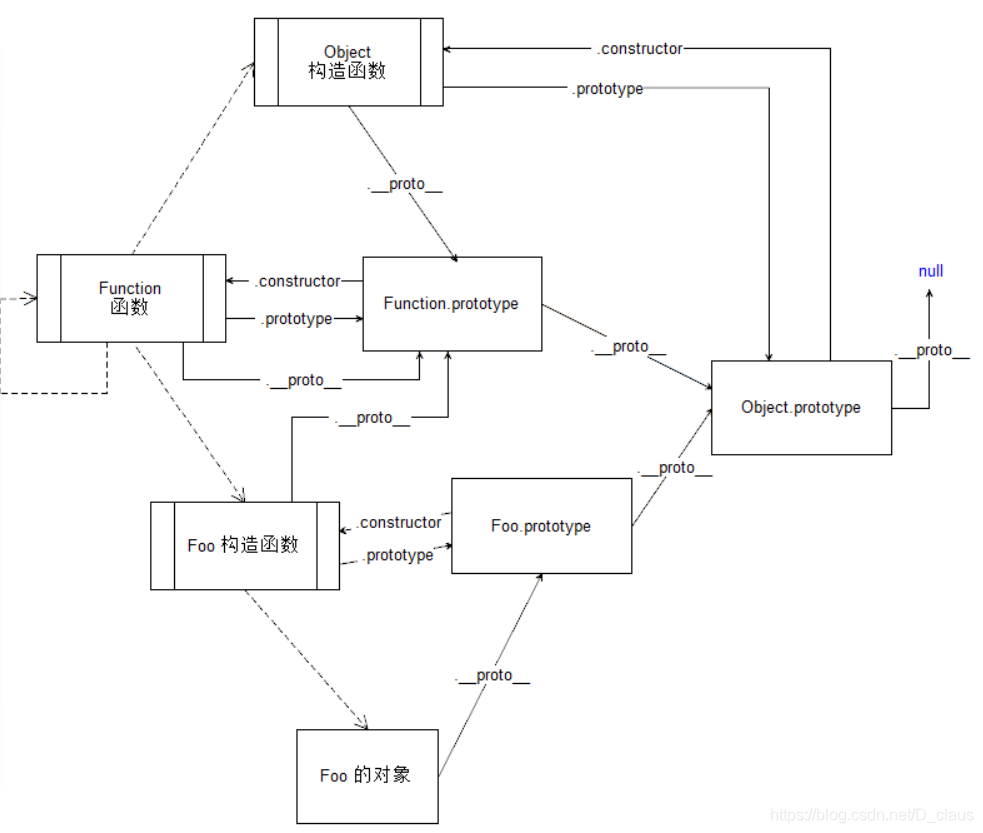 Object
构造函数
.constructor
.prototype
.__proto__
Function
函数
.constructor
.prototype
.__proto__
Function.prototype
.__proto__
null
.__proto__
Object.prototype
.__proto__
.__proto__
Foo 构造函数
.constructor
.prototype
Foo.prototype
.__proto__
Foo 的对象
https://blog.csdn.net/D_claus